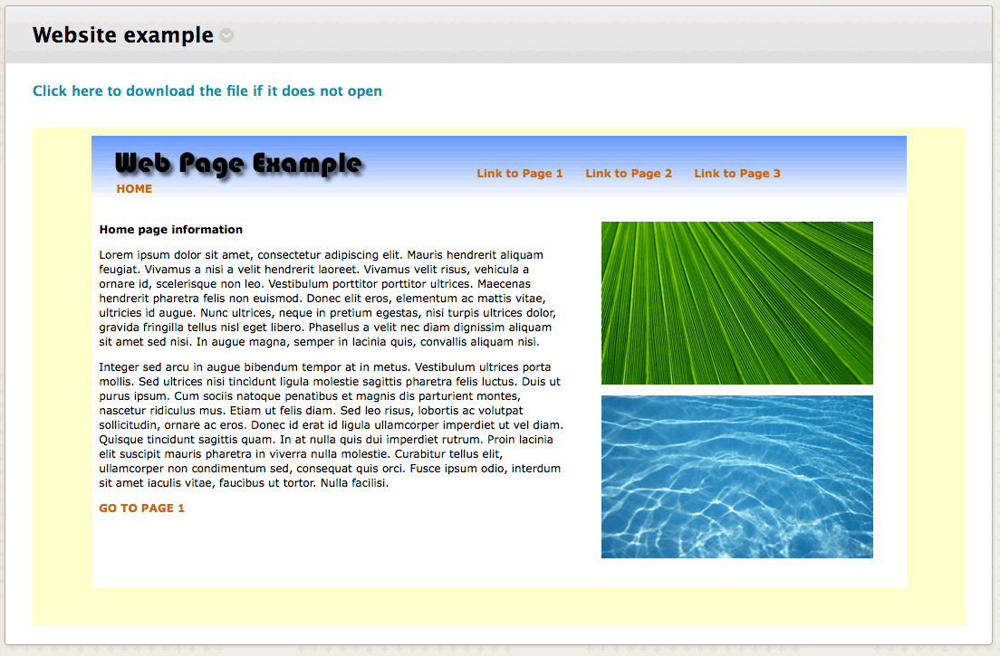 Website example
Click here to download the file if it does not open
Web Page Example
Link to Page 1 Link to Page 2 Link to Page 3
HOME
Home page information
Lorem ipsum dolor sit amet, consectetur adipiscing elit. Mauris hendrerit aliquam
feugiat. Vivamus a nisi a velit hendrerit laoreet. Vivamus velit risus, vehicula a
ornare id, scelerisque non leo. Vestibulum porttitor porttitor ultrices. Maecenas
hendrerit pharetra felis non euismod. Donec elit eros, elementum ac mattis vitae,
ultricies id augue. Nunc ultrices, neque in pretium egestas, nisi turpis ultrices dolor,
gravida fringilla tellus nisl eget libero. Phasellus a velit nec diam dignissim aliquam
sit amet sed nisi. In augue magna, semper in lacinia quis, convallis aliquam nisi.
Integer sed arcu in augue bibendum tempor at in metus. Vestibulum ultrices porta
mollis. Sed ultrices nisi tincidunt ligula molestie sagittis pharetra felis luctus. Duis ut
purus ipsum. Cum sociis natoque penatibus et magnis dis parturient montes,
nascetur ridiculus mus. Etiam ut felis diam. Sed leo risus, lobortis ac volutpat
sollicitudin, ornare ac eros. Donec id erat id ligula ullamcorper imperdiet ut vel diam.
Quisque tincidunt sagittis quam. In at nulla quis dui imperdiet rutrum. Proin lacinia
elit suscipit mauris pharetra in viverra nulla molestie. Curabitur tellus elit,
ullamcorper non condimentum sed, consequat quis orci. Fusce ipsum odio, interdum
sit amet iaculis vitae, faucibus ut tortor. Nulla facilisi.
GO TO PAGE 1